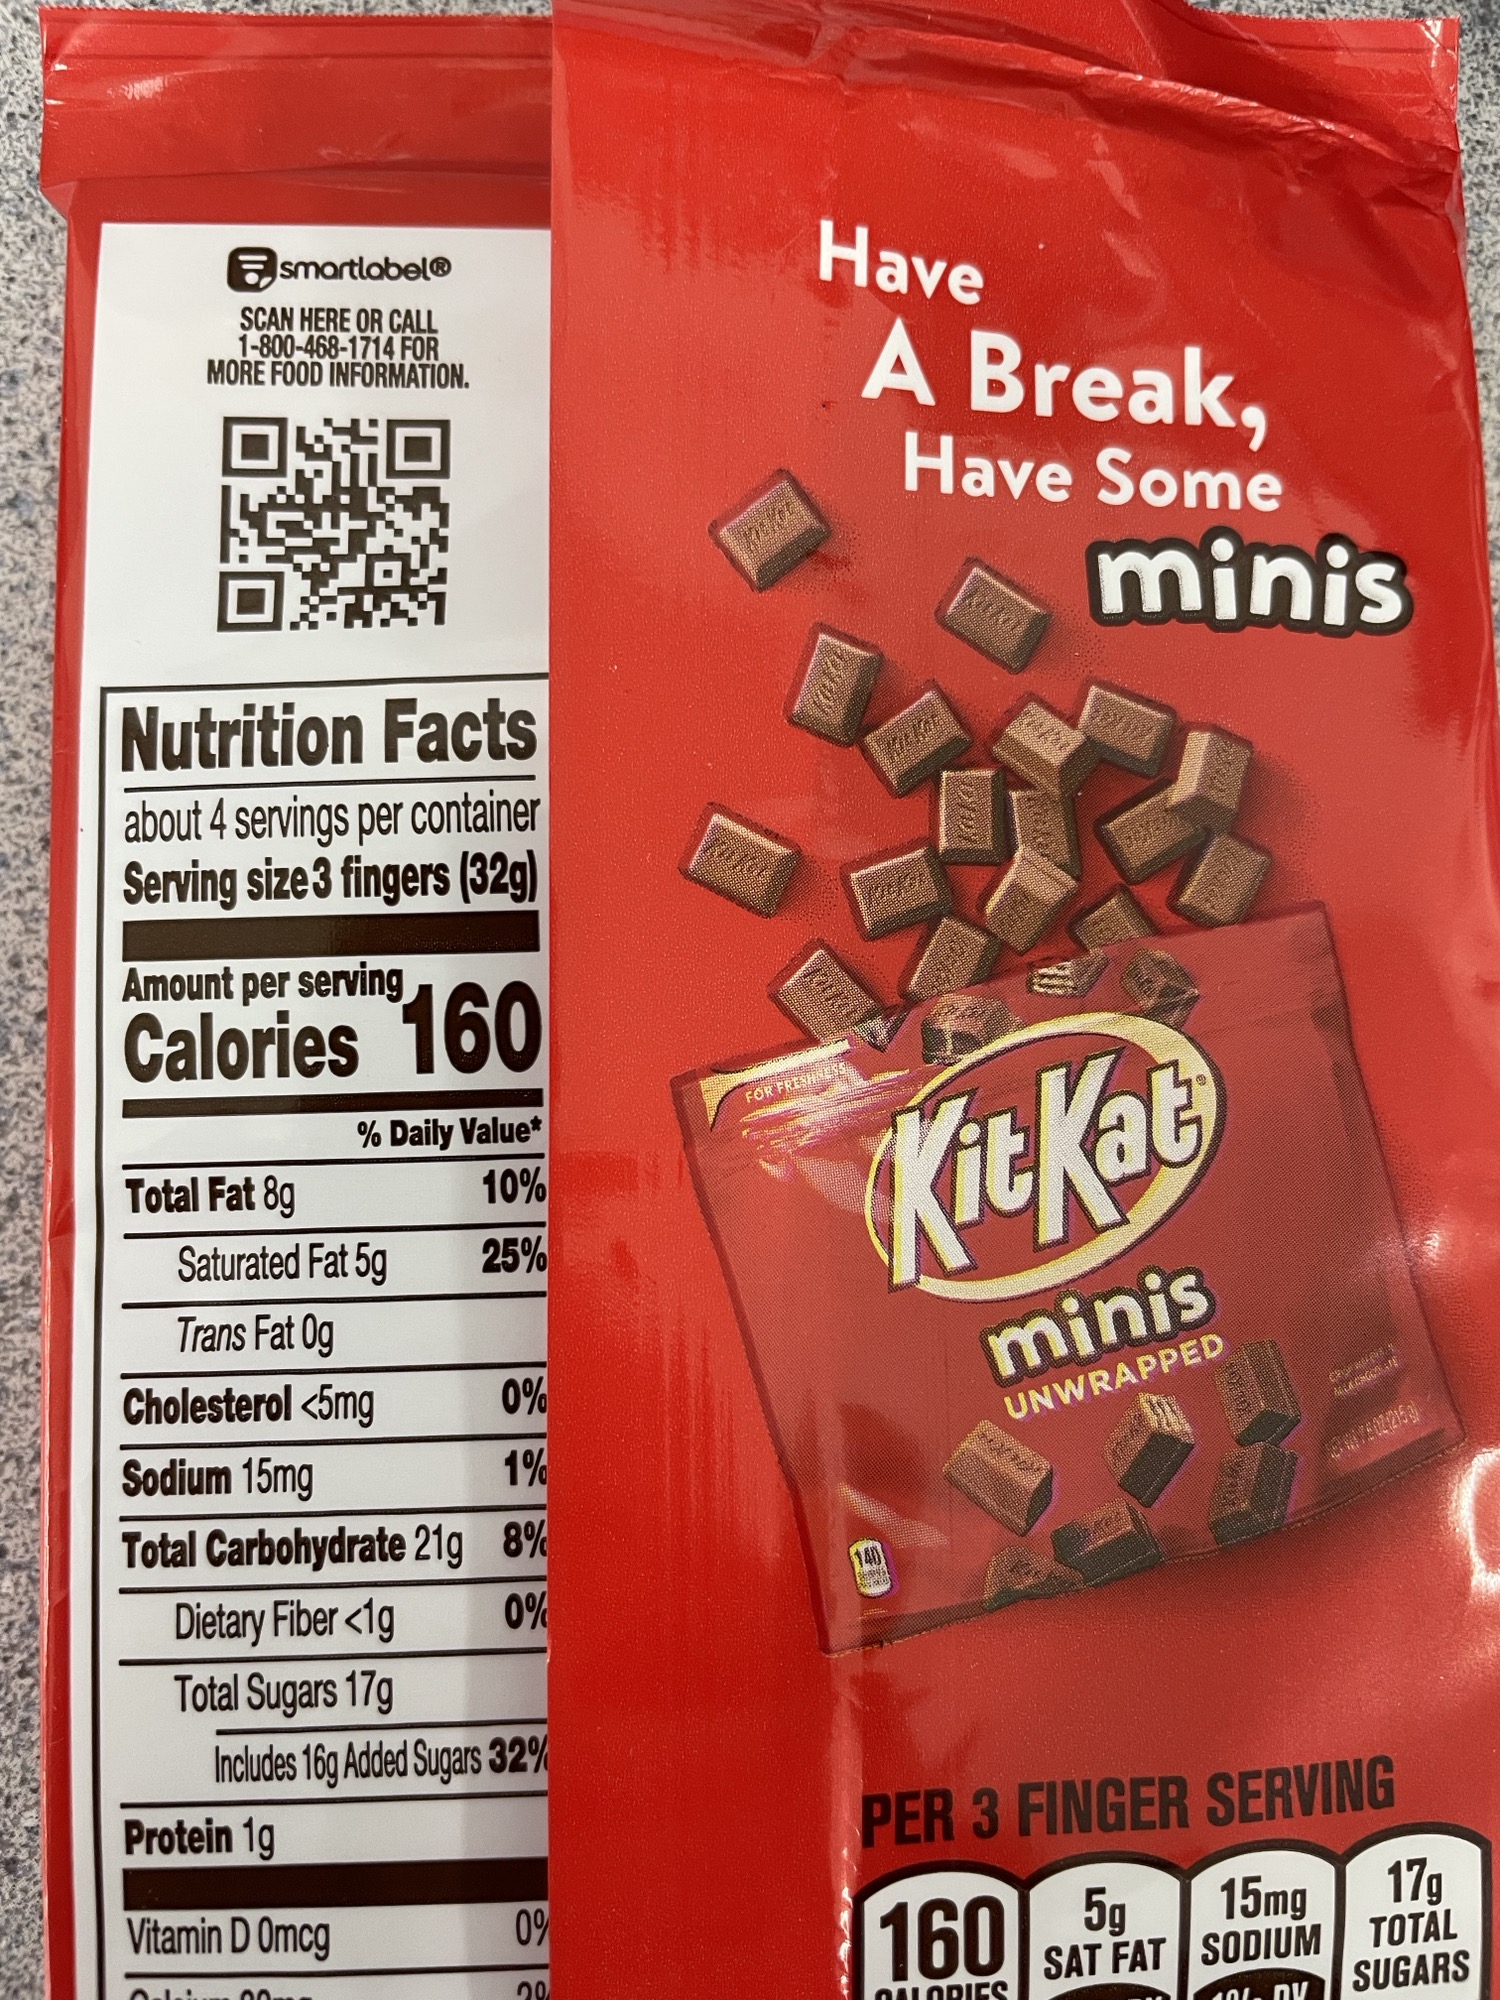 smartlabel®
SCAN HERE OR CALL
1-800-468-1714 FOR
MORE FOOD INFORMATION.
Nutrition Facts
about 4 servings per container
Serving size 3 fingers (32g)
Amount per serving
Calories 160
% Daily Value*
Total Fat 8g 10%
Saturated Fat 5g 25%
Trans Fat 0g
Cholesterol <5mg 0%
Sodium 15mg 1%
Total Carbohydrate 21g 8%
Dietary Fiber <1g 0%
Total Sugars 17g
Includes 16g Added Sugars 32%
Protein 1g
Vitamin D 0mcg 0%
Have
A Break,
Have Some
minis
FOR FRESHNESS
KitKat®
minis
UNWRAPPED
140
PER 3 FINGER SERVING
160
CALORIES
5g
SAT FAT
15mg
SODIUM
1% DV
17g
TOTAL
SUGARS